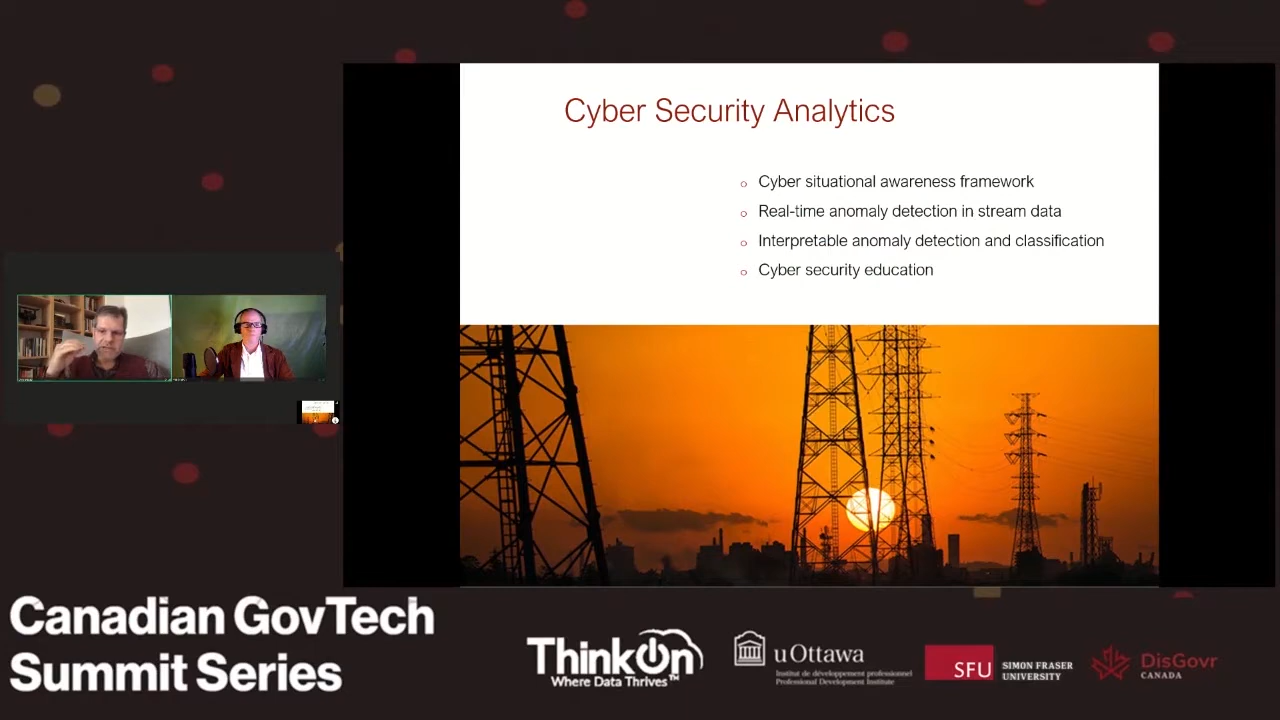 Cyber Security Analytics
Cyber situational awareness framework
Real-time anomaly detection in stream data
Interpretable anomaly detection and classification
Cyber security education
Canadian GovTech
Summit Series
ThinkOn
Where Data Thrives™
uOttawa
Institut de développement professionnel
Professional Development Institute
SFU
SIMON FRASER
UNIVERSITY
DisGovr
CANADA